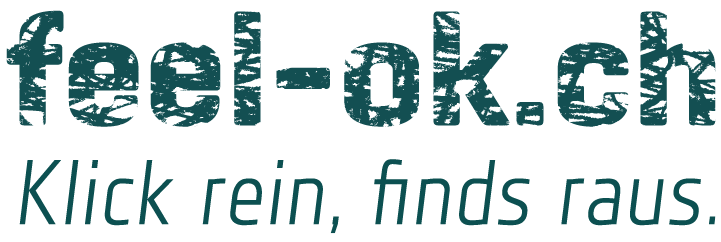 feel-ok.ch
Klick rein, finds raus.